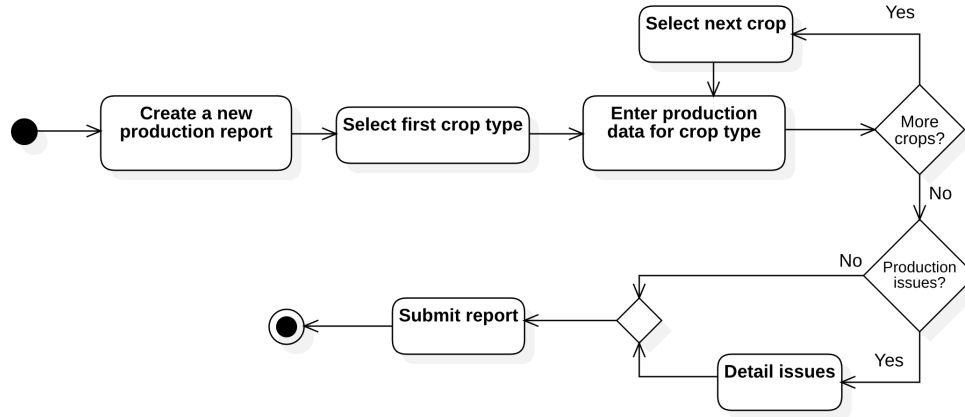 Yes
Select next crop
Create a new
production report
Select first crop type
Enter production
data for crop type
More
crops?
No
No
Production
issues?
Submit report
Yes
Detail issues